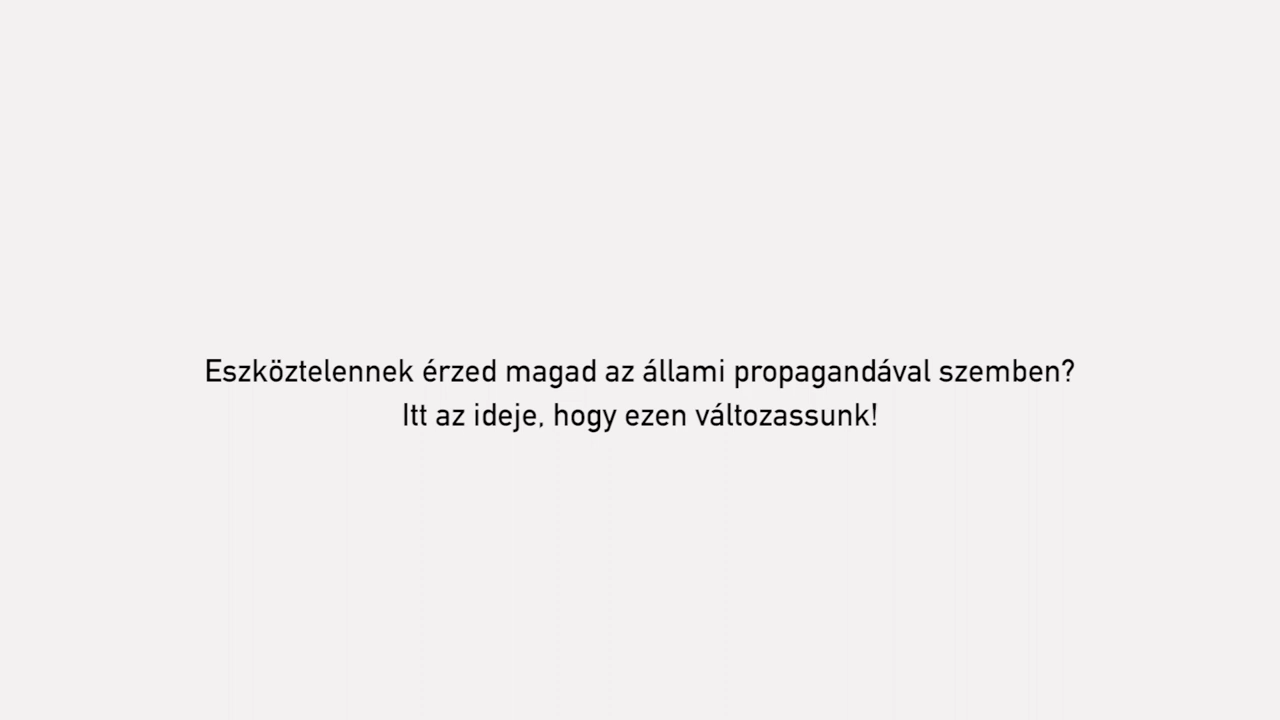 Eszköztelennek érzed magad az állami propagandával szemben?
Itt az ideje, hogy ezen változassunk!